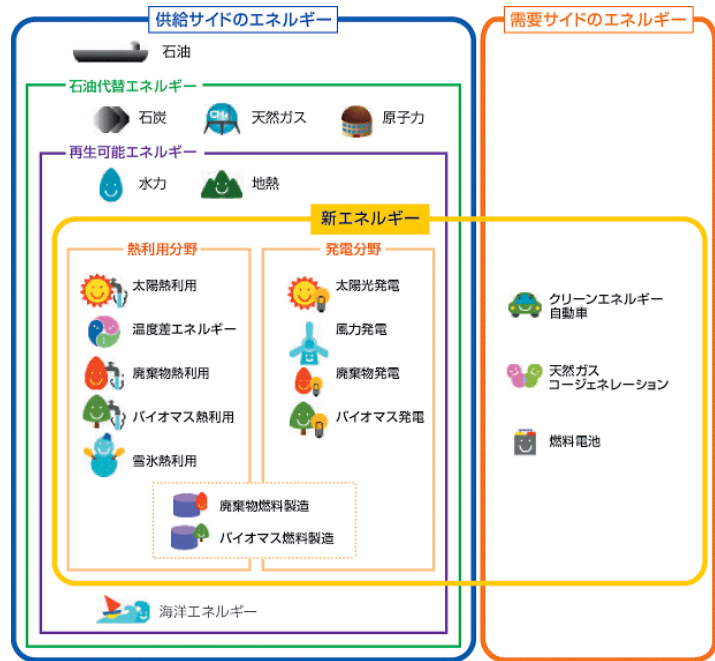 供給サイドのエネルギー
需要サイドのエネルギー
石油
石油代替エネルギー
石炭
CH4
天然ガス
原子力
再生可能エネルギー
水力
地熱
新エネルギー
熱利用分野
太陽熱利用
温度差エネルギー
廃棄物熱利用
バイオマス熱利用
雪氷熱利用
発電分野
太陽光発電
風力発電
廃棄物発電
バイオマス発電
廃棄物燃料製造
バイオマス燃料製造
海洋エネルギー
クリーンエネルギー
自動車
天然ガス
コージェネレーション
燃料電池